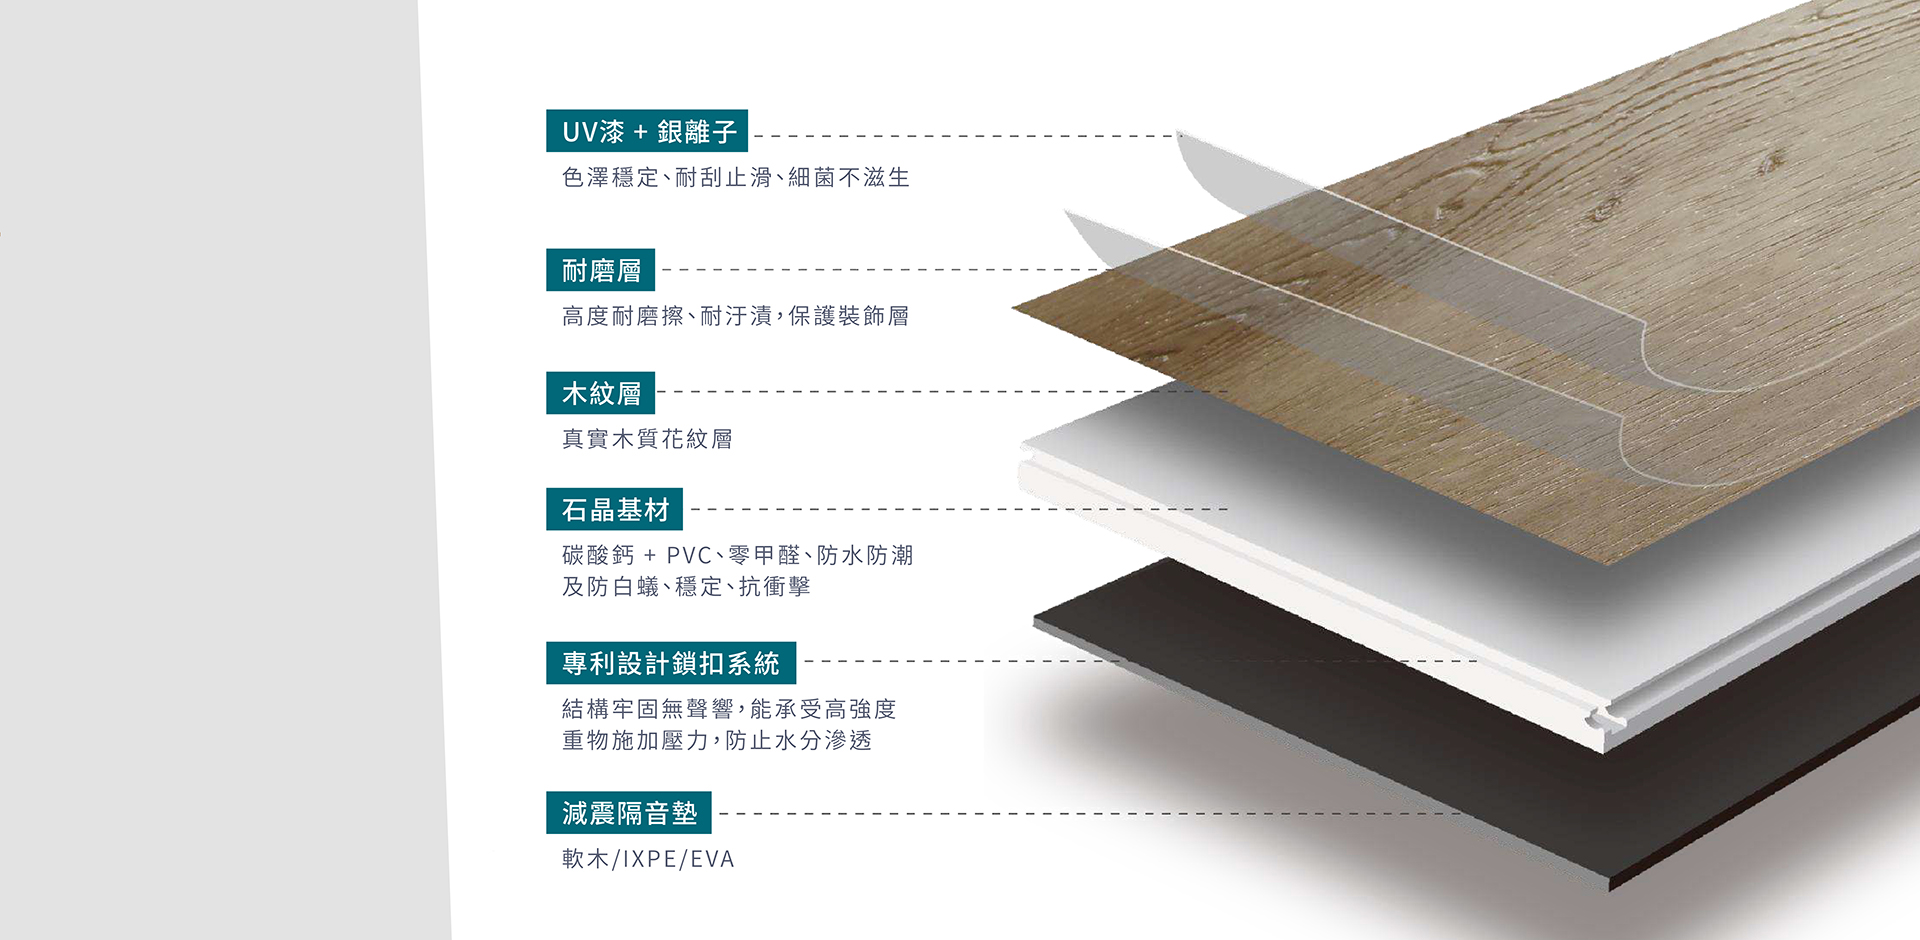 UV漆 + 銀離子
色澤穩定、耐刮止滑、細菌不滋生
耐磨層
高度耐磨擦、耐汙漬，保護裝飾層
木紋層
真實木質花紋層
石晶基材
碳酸鈣 + PVC、零甲醛、防水防潮
及防白蟻、穩定、抗衝擊
專利設計鎖扣系統
結構牢固無聲響，能承受高強度
重物施加壓力，防止水分滲透
減震隔音墊
軟木/IXPE/EVA